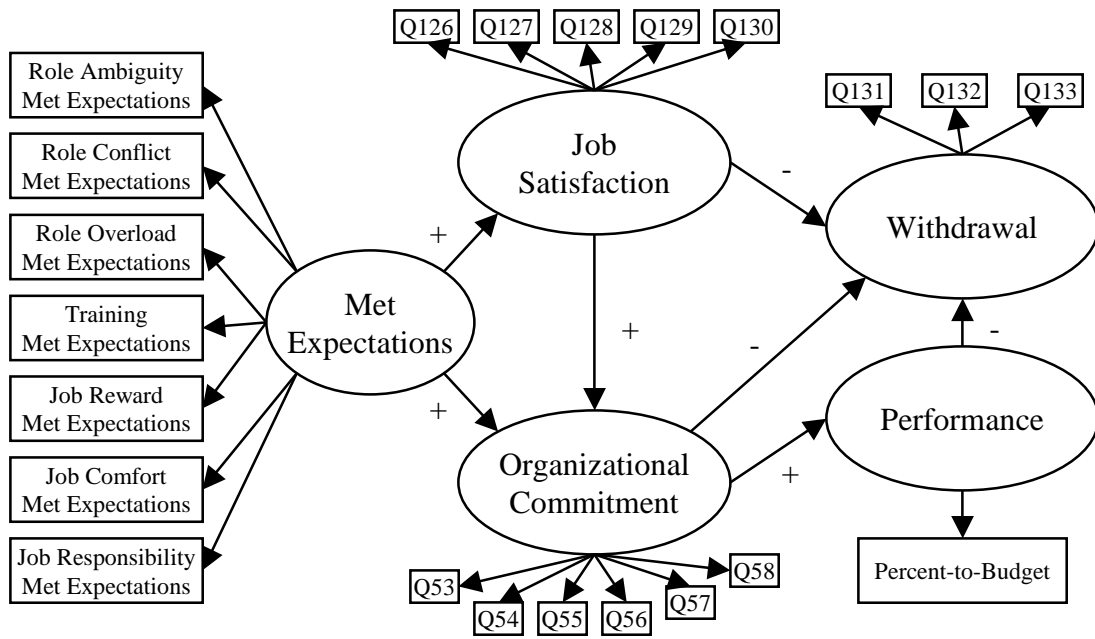 Q126
Q127
Q128
Q129
Q130
Role Ambiguity
Met Expectations
Role Conflict
Met Expectations
Role Overload
Met Expectations
Training
Met Expectations
Job Reward
Met Expectations
Job Comfort
Met Expectations
Job Responsibility
Met Expectations
Met
Expectations
+
+
Job
Satisfaction
+
Organizational
Commitment
Q53
Q54
Q55
Q56
Q57
Q58
-
-
+
Q131
Q132
Q133
Withdrawal
-
Performance
Percent-to-Budget